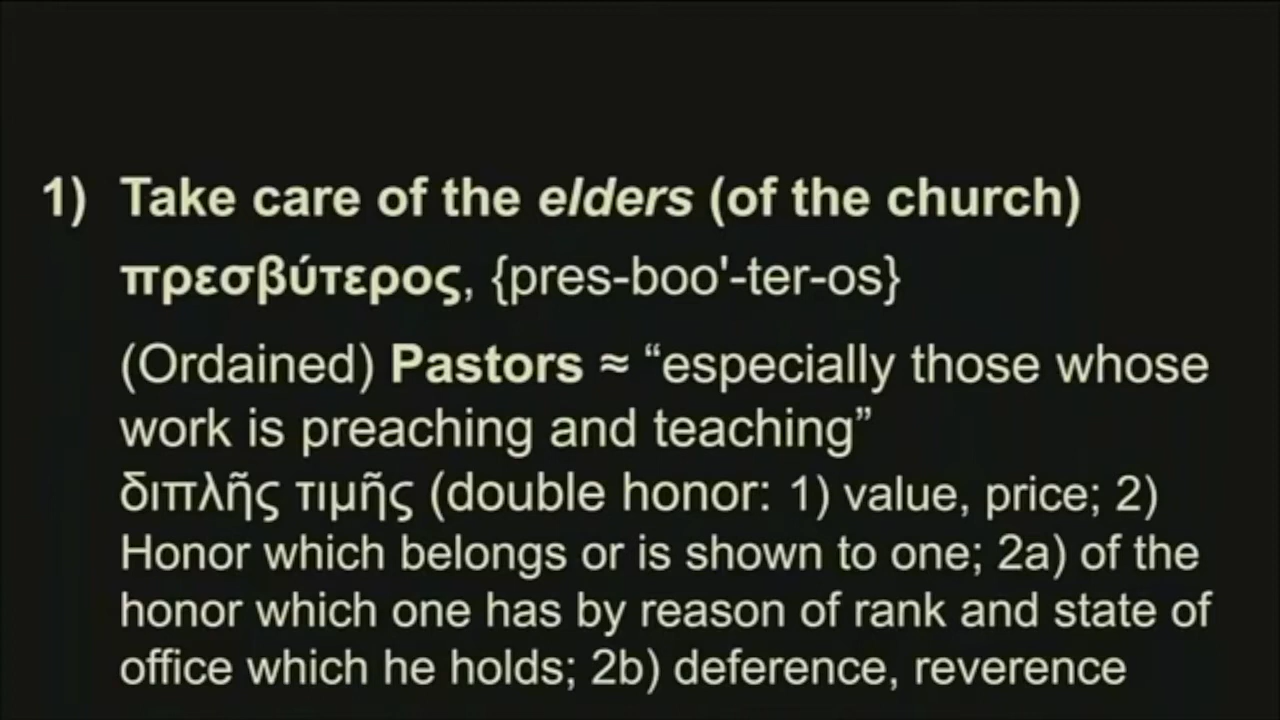 1) Take care of the elders (of the church)
πρεσβύτερος, {pres-boo'-ter-os}
(Ordained) Pastors ≈ “especially those whose
work is preaching and teaching”
διπλῆς τιμῆς (double honor: 1) value, price; 2)
Honor which belongs or is shown to one; 2a) of the
honor which one has by reason of rank and state of
office which he holds; 2b) deference, reverence